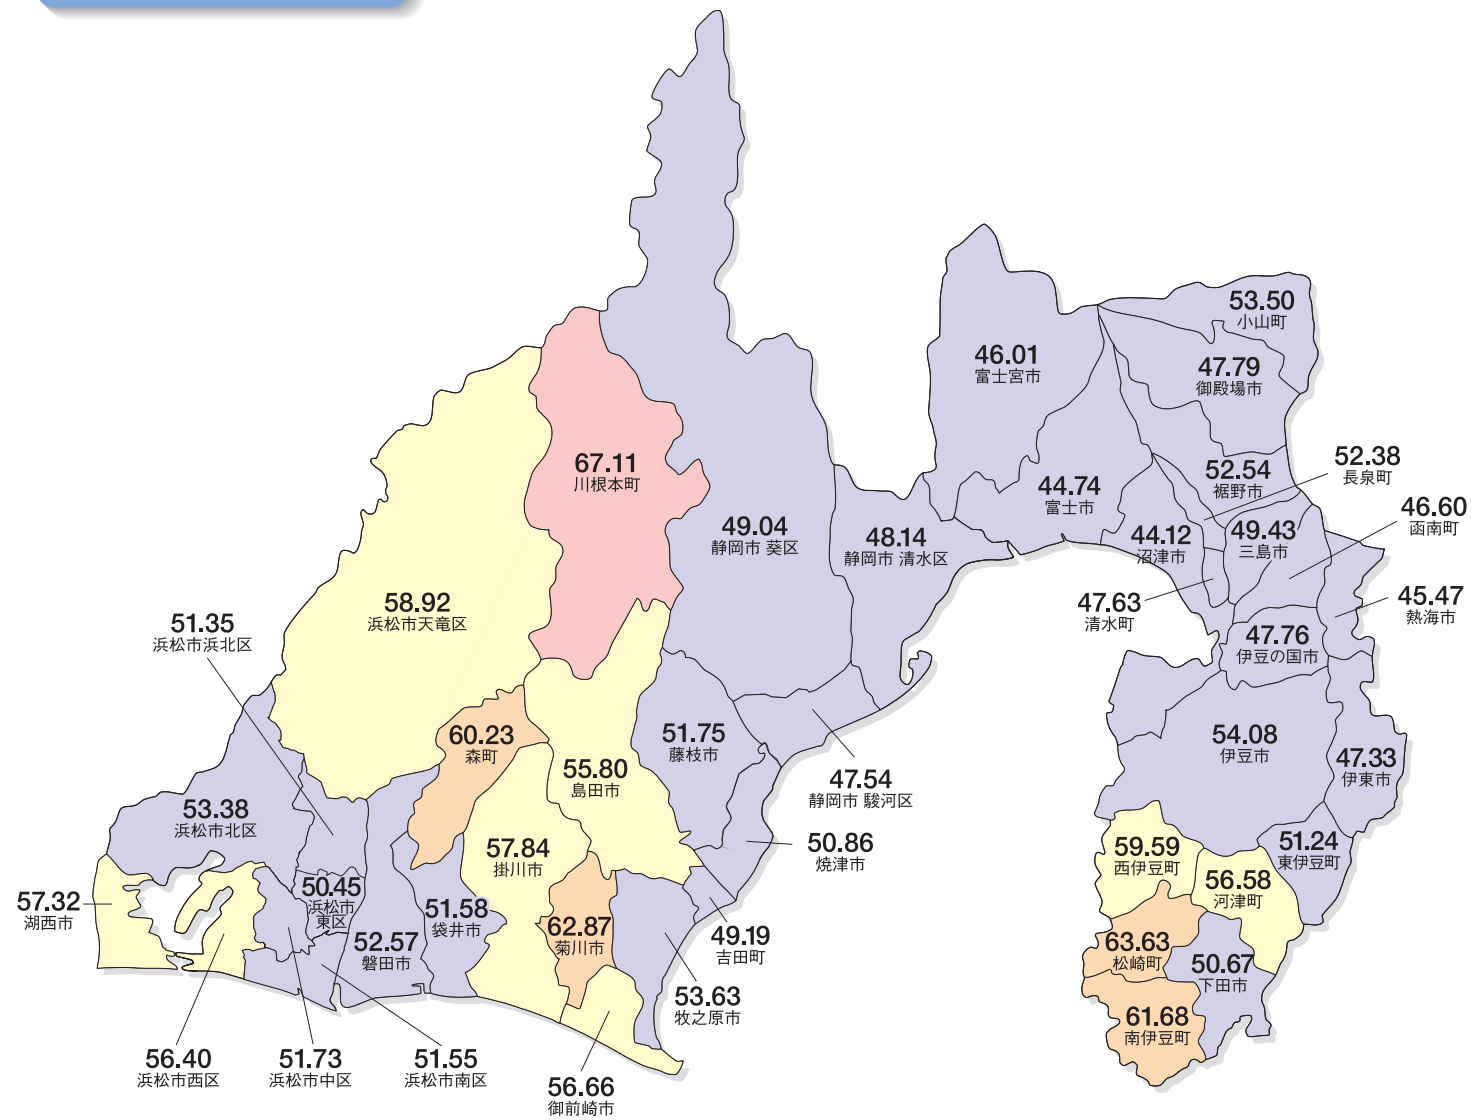 53.50
小山町
46.01
富士宮市
47.79
御殿場市
67.11
川根本町
52.38
長泉町
52.54
裾野市
44.74
富士市
46.60
函南町
49.04
静岡市 葵区
48.14
静岡市 清水区
44.12
沼津市
49.43
三島市
58.92
浜松市天竜区
47.63
清水町
45.47
熱海市
51.35
浜松市浜北区
47.76
伊豆の国市
60.23
森町
51.75
藤枝市
54.08
伊豆市
55.80
島田市
47.33
伊東市
47.54
静岡市 駿河区
53.38
浜松市北区
57.84
掛川市
50.86
焼津市
59.59
西伊豆町
51.24
東伊豆町
57.32
湖西市
50.45
浜松市
東区
51.58
袋井市
56.58
河津町
62.87
菊川市
49.19
吉田町
52.57
磐田市
63.63
松崎町
50.67
下田市
53.63
牧之原市
61.68
南伊豆町
56.40
浜松市西区
51.73
浜松市中区
51.55
浜松市南区
56.66
御前崎市